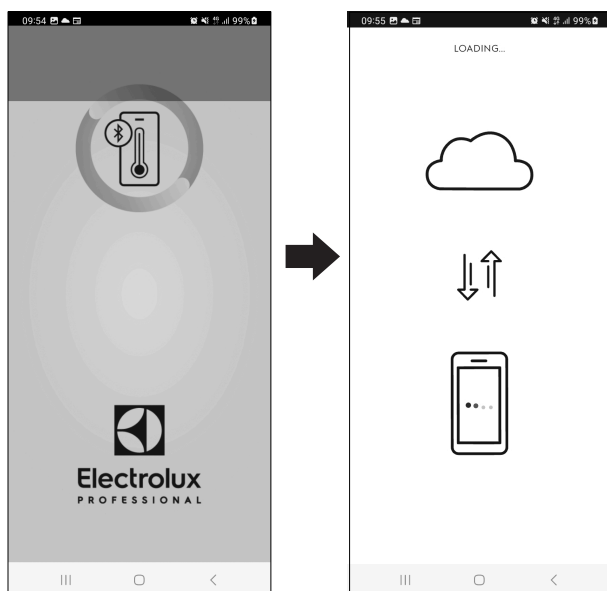 09:54 99%
Electrolux
PROFESSIONAL
09:55 99%
LOADING...